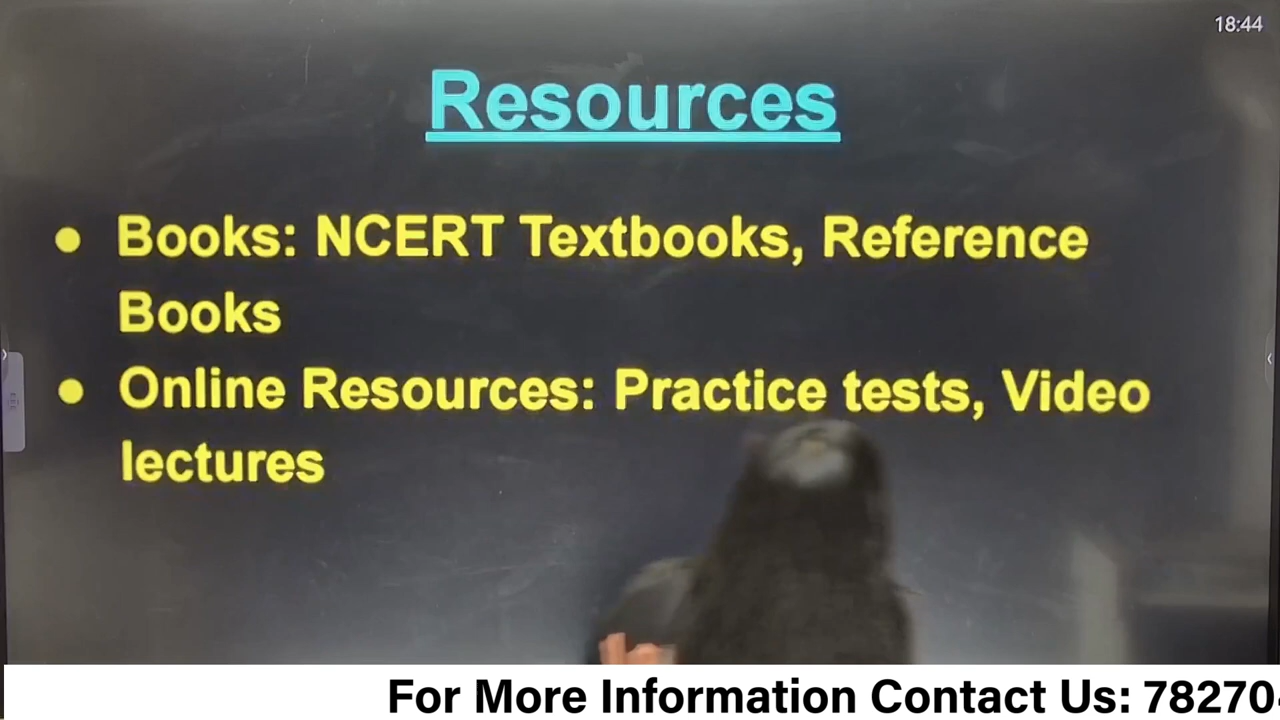 18:44
Resources
• Books: NCERT Textbooks, Reference
Books
• Online Resources: Practice tests, Video
lectures
For More Information Contact Us: 78270